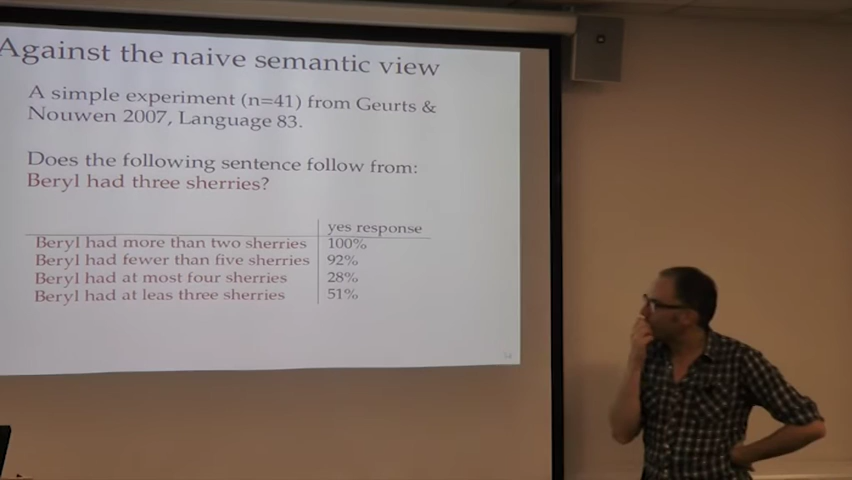 Against the naive semantic view
A simple experiment (n=41) from Geurts &
Nouwen 2007, Language 83.
Does the following sentence follow from:
Beryl had three sherries?
yes response
Beryl had more than two sherries 100%
Beryl had fewer than five sherries 92%
Beryl had at most four sherries 28%
Beryl had at leas three sherries 51%